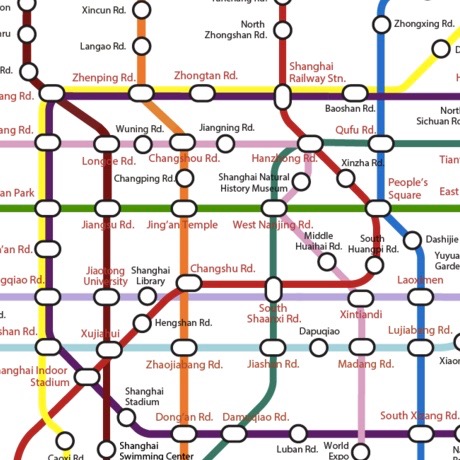 Xincun Rd.
Langao Rd.
Rd.
North
Zhongshan Rd.
Zhongxing Rd.
Shanghai
Railway Stn.
Zhenping Rd.
Zhongtan Rd.
Baoshan Rd.
ang Rd.
North
Sichuan Ro
ang Rd.
Wuning Rd.
Jiangning Rd.
Qufu Rd.
Changshou Rd.
Hanzhong Rd.
Tian
Xinzha Rd.
Changping Rd.
Shanghai Natural
History Museum
People's
Square
an Park
East
Jiangsu Rd.
Jing'an Temple
West Nanjing Rd.
Middle
Huaihai Rd.
South
Huangpi Rd.
Dashijie
'an Rd.
Yuyua
Garde
gqiao Rd.
Jiaotong
University
Shanghai
Library
Changshu Rd.
Laoximen
South
Shaanxi Rd.
Xintiandi
d.
Hengshan Rd.
shan Rd.
Xujiahui
Dapuqiao
Lujiabang Rd.
Xiaon
anghai Indoor
Stadium
Zhaojiabang Rd.
Jiashan Rd.
Madang Rd.
Shanghai
Stadium
Dong'an Rd.
Damuqiao Rd.
South Xizang Rd.
Caoxi Rd.
Shanghai
Swimming Center
Luban Rd.
World
Expo